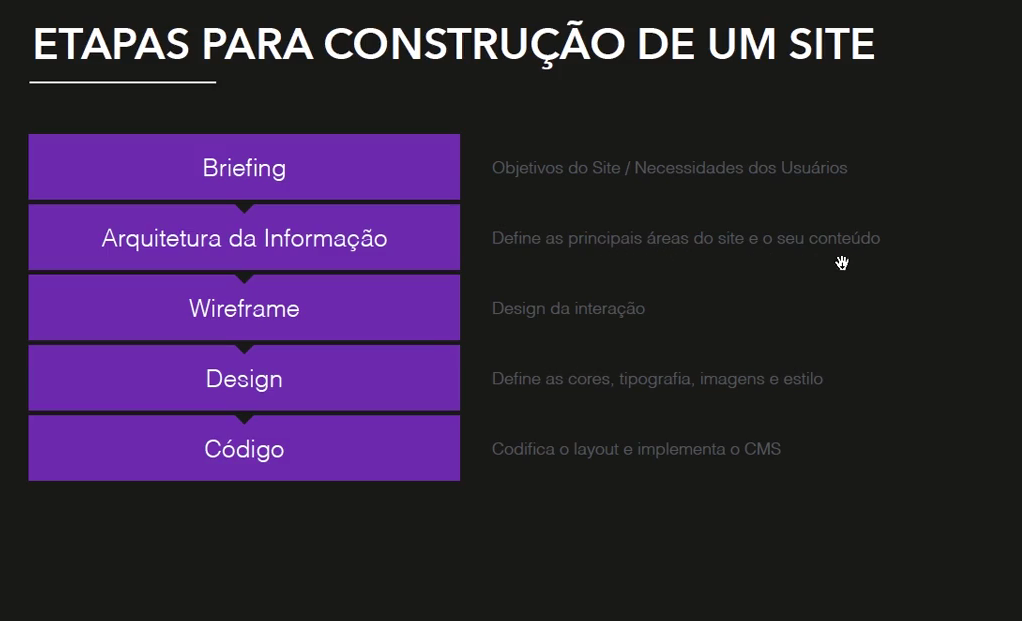 ETAPAS PARA CONSTRUÇÃO DE UM SITE
Briefing
Objetivos do Site / Necessidades dos Usuários
Arquitetura da Informação
Define as principais áreas do site e o seu conteúdo
Wireframe
Design da interação
Design
Define as cores, tipografia, imagens e estilo
Código
Codifica o layout e implementa o CMS